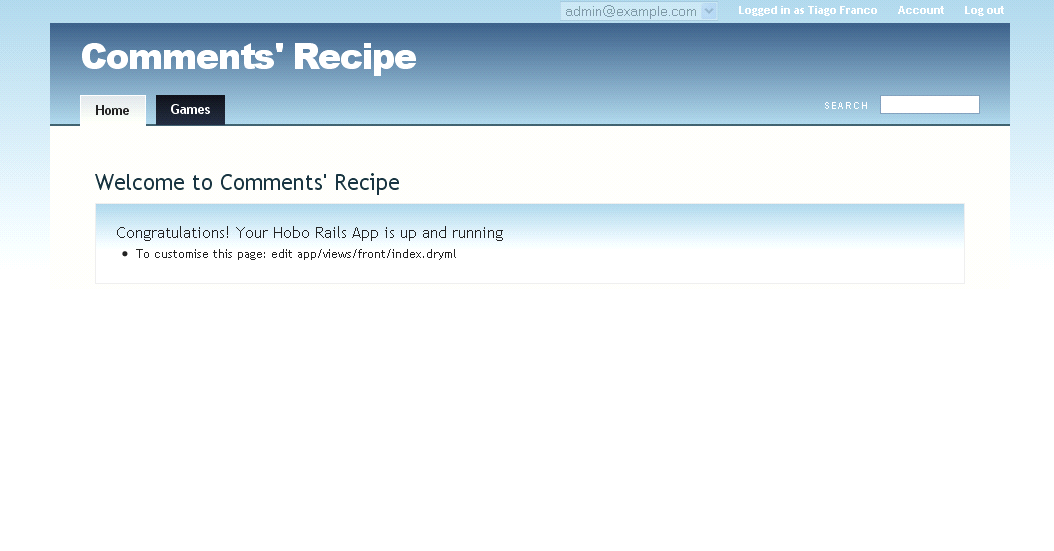 admin@example.com Logged in as Tiago Franco Account Log out
Comments' Recipe
Home Games SEARCH
Welcome to Comments' Recipe
Congratulations! Your Hobo Rails App is up and running
• To customise this page: edit app/views/front/index.dryml